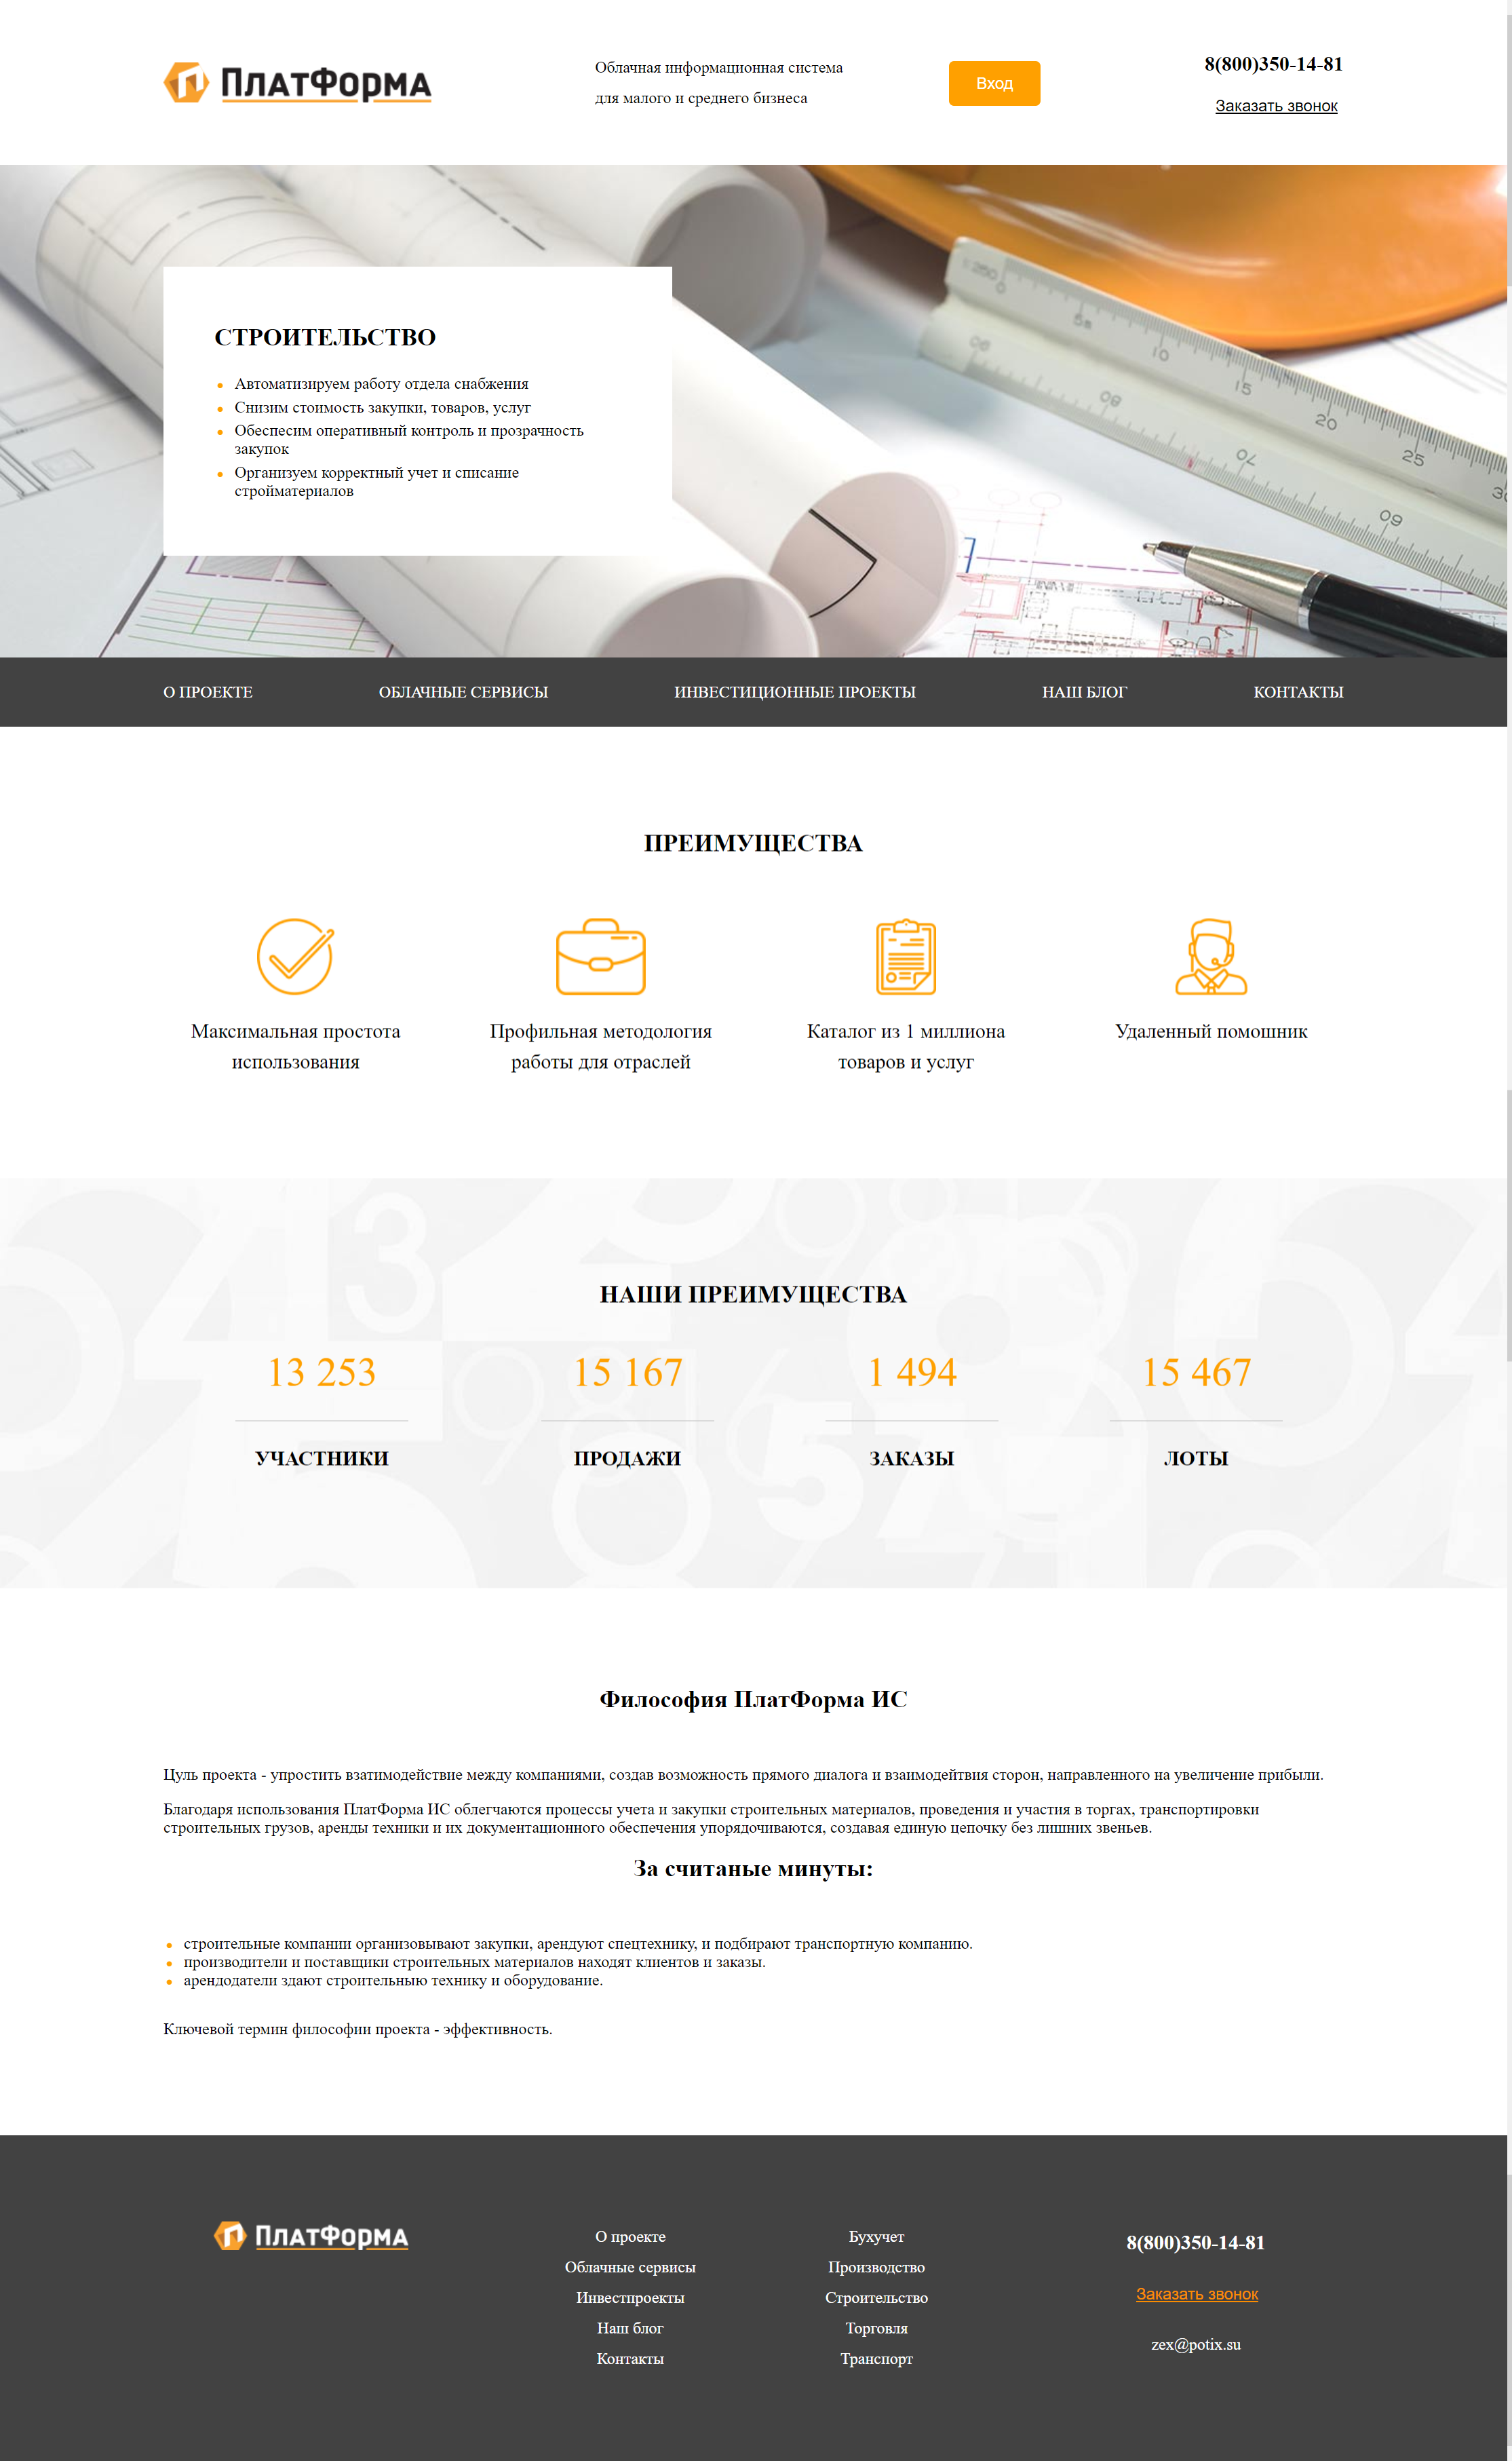 ПлатФорма
Облачная информационная система
для малого и среднего бизнеса
Вход
8(800)350-14-81
Заказать звонок
СТРОИТЕЛЬСТВО
Автоматизируем работу отдела снабжения
Снизим стоимость закупки, товаров, услуг
Обеспесим оперативный контроль и прозрачность
закупок
Организуем корректный учет и списание
стройматериалов
О ПРОЕКТЕ
ОБЛАЧНЫЕ СЕРВИСЫ
ИНВЕСТИЦИОННЫЕ ПРОЕКТЫ
НАШ БЛОГ
КОНТАКТЫ
ПРЕИМУЩЕСТВА
Максимальная простота
использования
Профильная методология
работы для отраслей
Каталог из 1 миллиона
товаров и услуг
Удаленный помошник
НАШИ ПРЕИМУЩЕСТВА
13 253
УЧАСТНИКИ
15 167
ПРОДАЖИ
1 494
ЗАКАЗЫ
15 467
ЛОТЫ
Философия ПлатФорма ИС
Цуль проекта - упростить взатимодействие между компаниями, создав возможность прямого диалога и взаимодейтвия сторон, направленного на увеличение прибыли.
Благодаря использования ПлатФорма ИС облегчаются процессы учета и закупки строительных материалов, проведения и участия в торгах, транспортировки
строительных грузов, аренды техники и их документационного обеспечения упорядочиваются, создавая единую цепочку без лишних звеньев.
За считаные минуты:
строительные компании организовывают закупки, арендуют спецтехнику, и подбирают транспортную компанию.
производители и поставщики строительных материалов находят клиентов и заказы.
арендодатели здают строительныю технику и оборудование.
Ключевой термин философии проекта - эффективность.
ПлатФорма
О проекте
Облачные сервисы
Инвестпроекты
Наш блог
Контакты
Бухучет
Производство
Строительство
Торговля
Транспорт
8(800)350-14-81
Заказать звонок
zex@potix.su